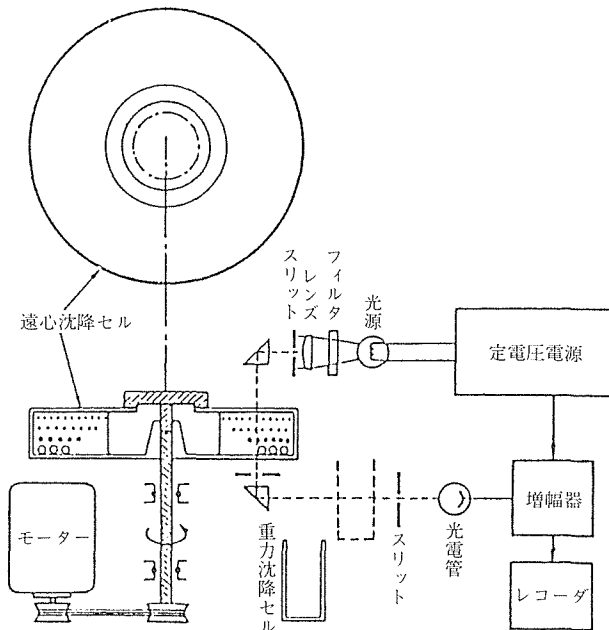 スリット
レンズ
フィルタ
光源
遠心沈降セル
定電圧電源
モーター
重力沈降セル
スリット
光電管
増幅器
レコーダ